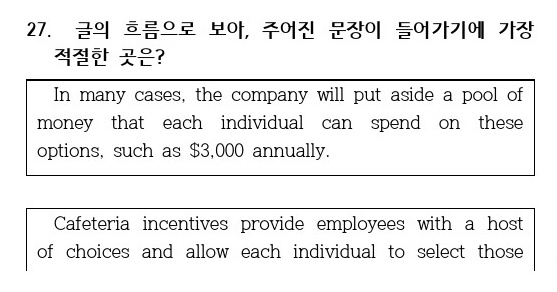 27. 글의 흐름으로 보아, 주어진 문장이 들어가기에 가장
적절한 곳은?
In many cases, the company will put aside a pool of
money that each individual can spend on these
options, such as $3,000 annually.
Cafeteria incentives provide employees with a host
of choices and allow each individual to select those